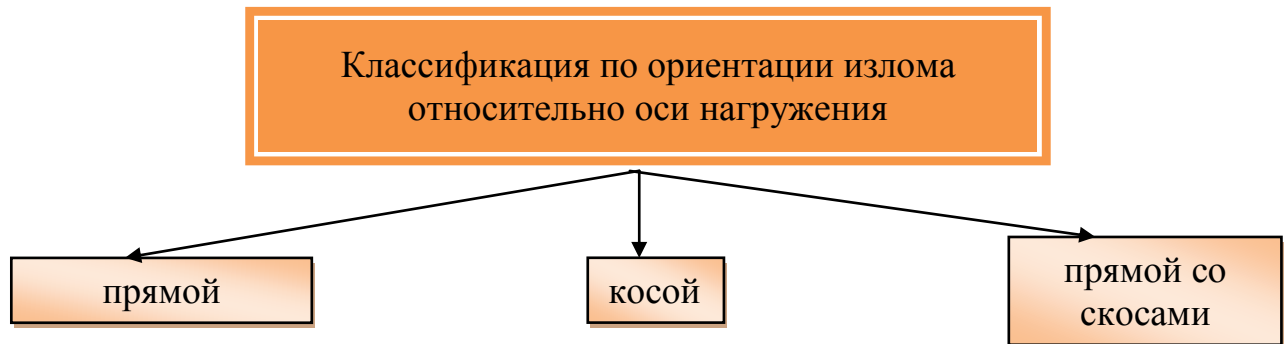 Классификация по ориентации излома
относительно оси нагружения
прямой
косой
прямой со
скосами